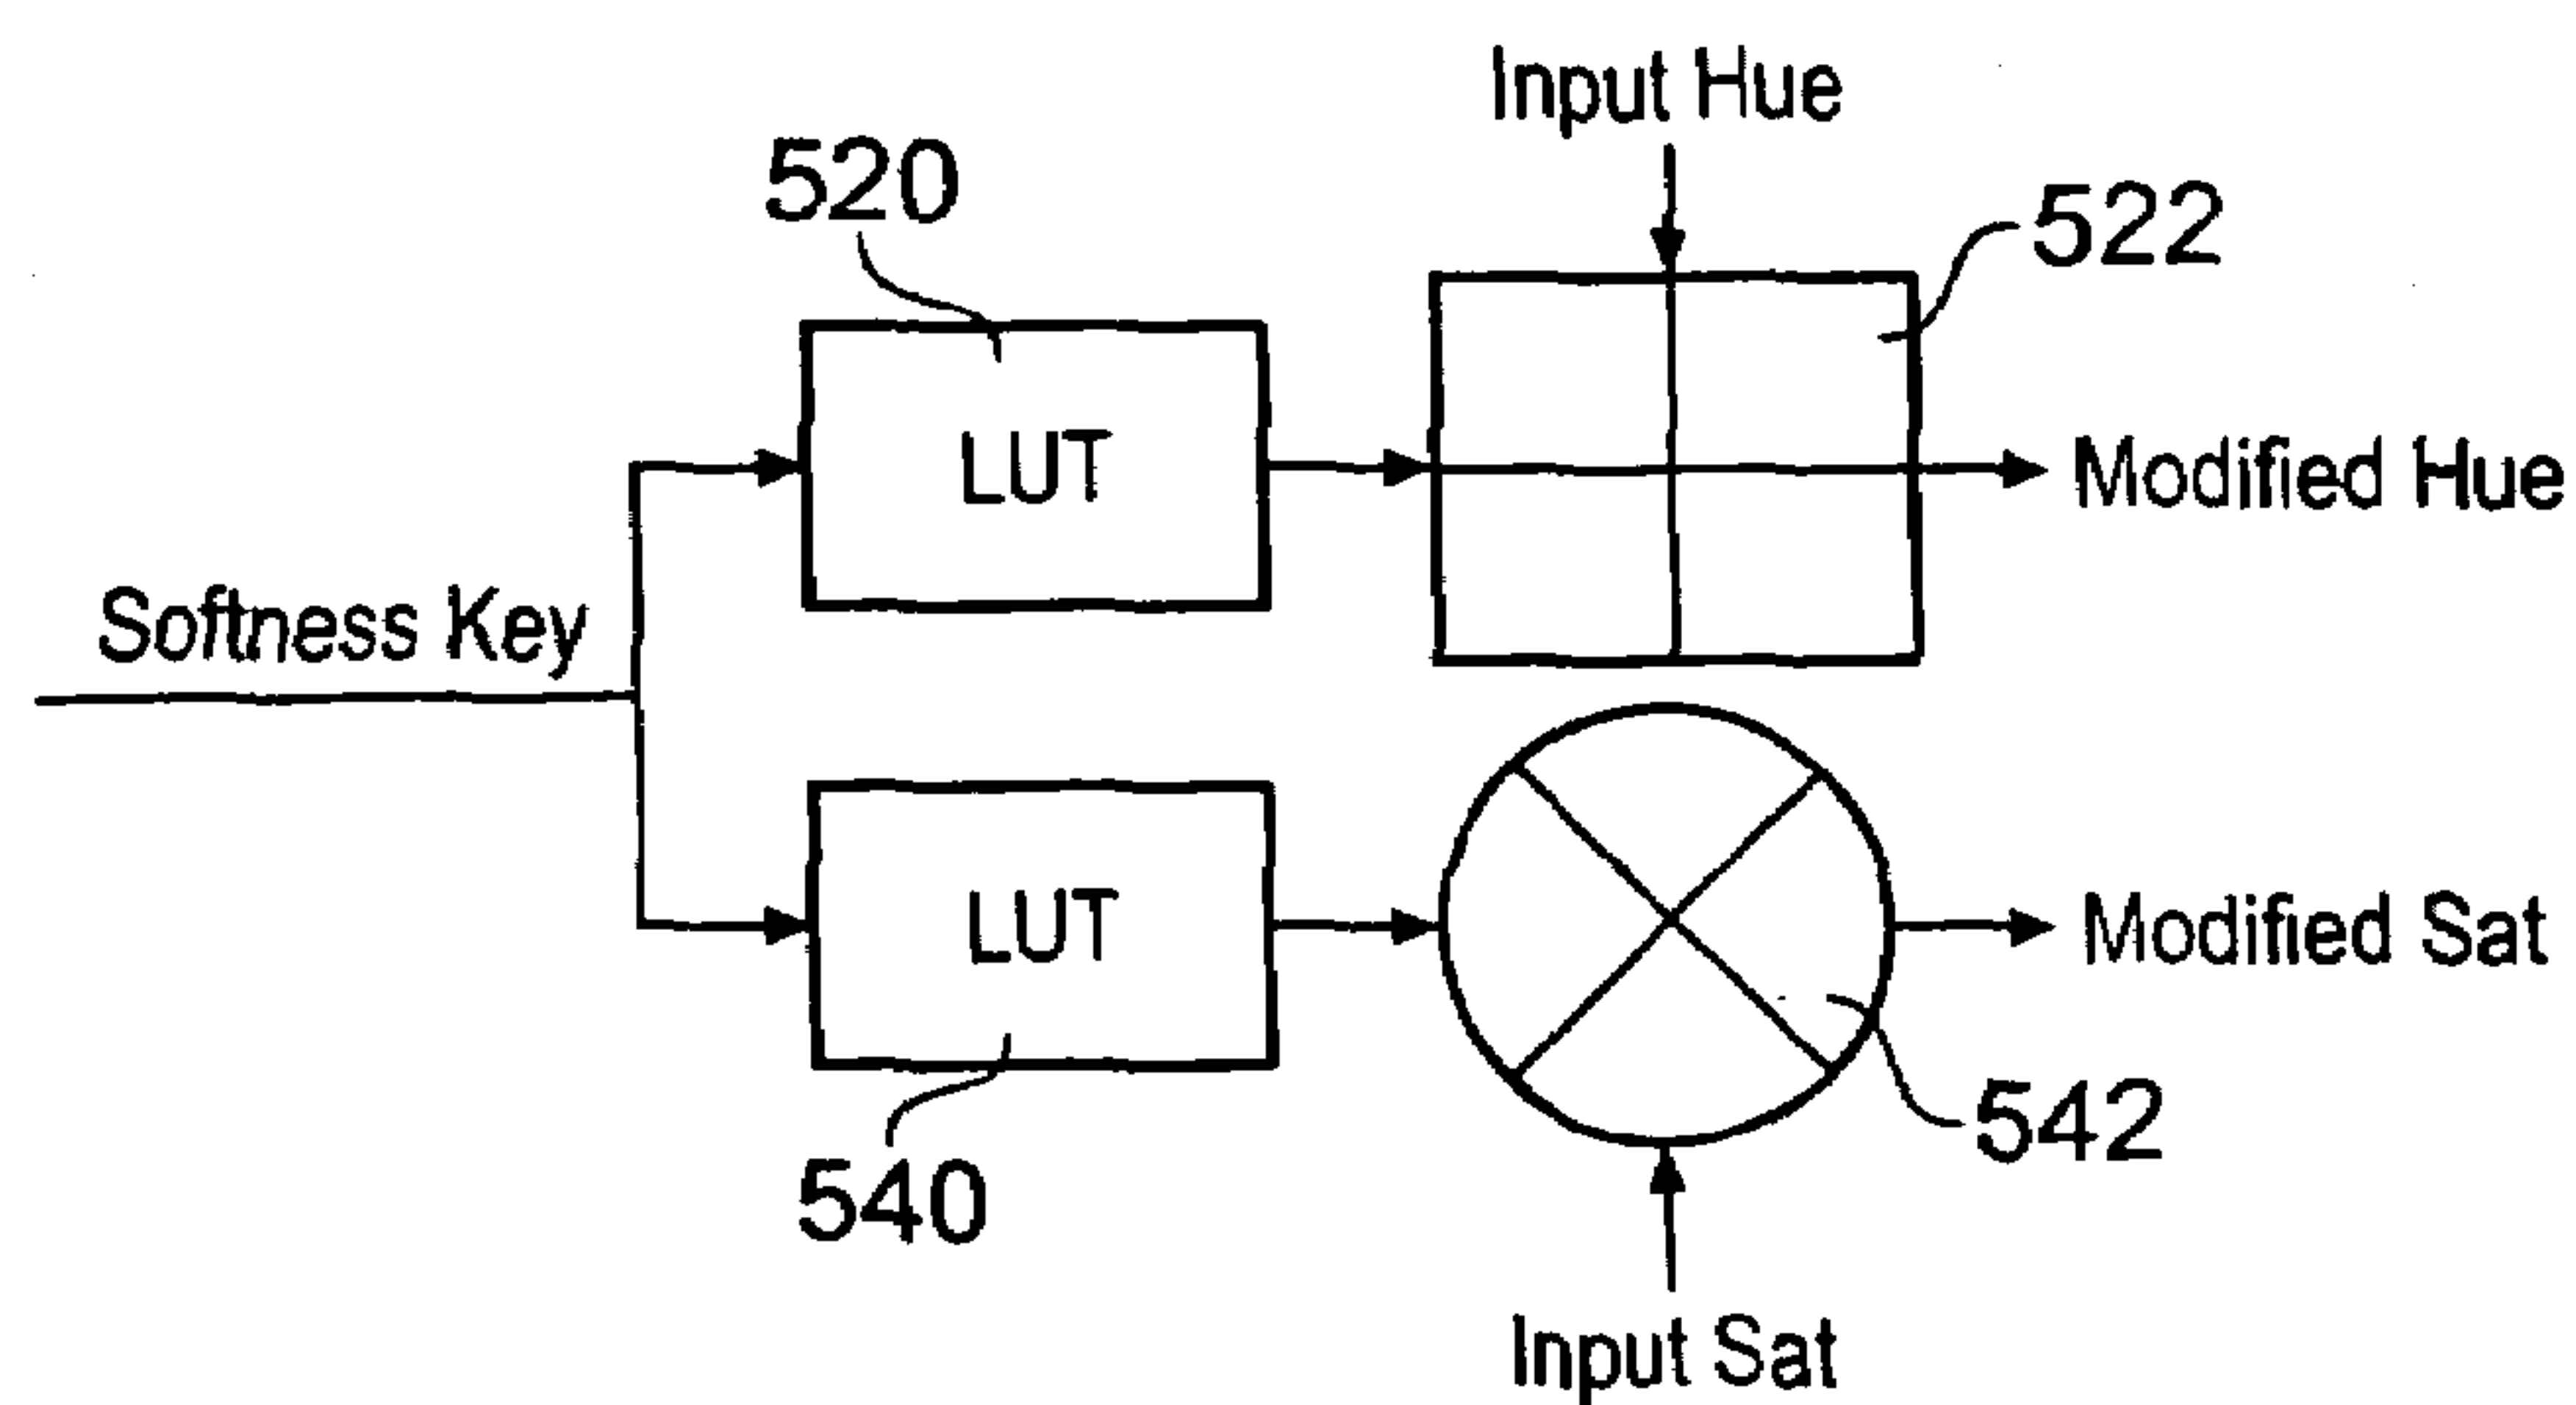 Input Hue
520
522
LUT
Modified Hue
Softness Key
LUT
Modified Sat
542
540
Input Sat